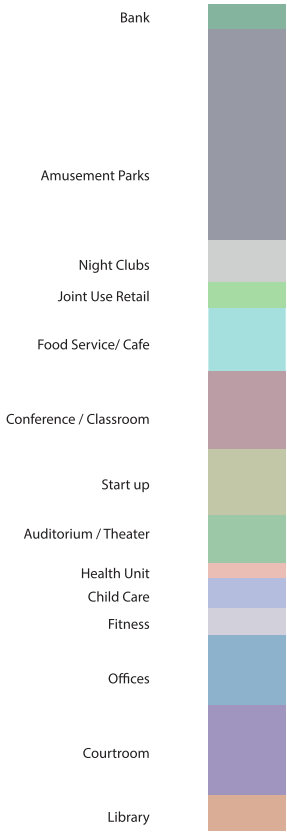 Bank
Amusement Parks
Night Clubs
Joint Use Retail
Food Service/ Cafe
Conference / Classroom
Start up
Auditorium / Theater
Health Unit
Child Care
Fitness
Offices
Courtroom
Library